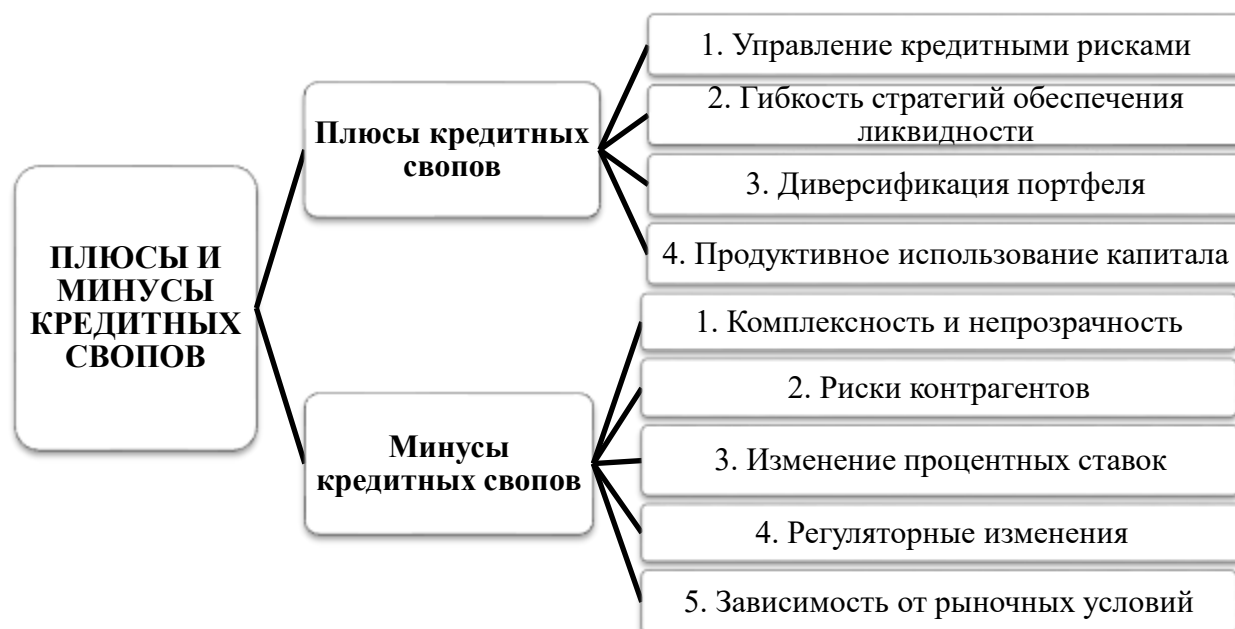 ПЛЮСЫ И
МИНУСЫ
КРЕДИТНЫХ
СВОПОВ
Плюсы кредитных
свопов
1. Управление кредитными рисками
2. Гибкость стратегий обеспечения
ликвидности
3. Диверсификация портфеля
4. Продуктивное использование капитала
Минусы
кредитных свопов
1. Комплексность и непрозрачность
2. Риски контрагентов
3. Изменение процентных ставок
4. Регуляторные изменения
5. Зависимость от рыночных условий